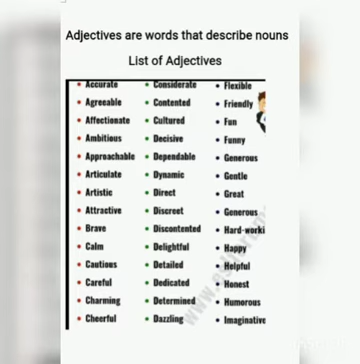 Adjectives are words that describe nouns
List of Adjectives
• Accurate • Considerate • Flexible
• Agreeable • Contented • Friendly
• Affectionate • Cultured • Fun
• Ambitious • Decisive • Funny
• Approachable • Dependable • Generous
• Articulate • Dynamic • Gentle
• Artistic • Direct • Great
• Attractive • Discreet • Generous
• Brave • Discontented • Hard-worki
• Calm • Delightful • Happy
• Cautious • Detailed • Helpful
• Careful • Dedicated • Honest
• Charming • Determined • Humorous
• Cheerful • Dazzling • Imaginative